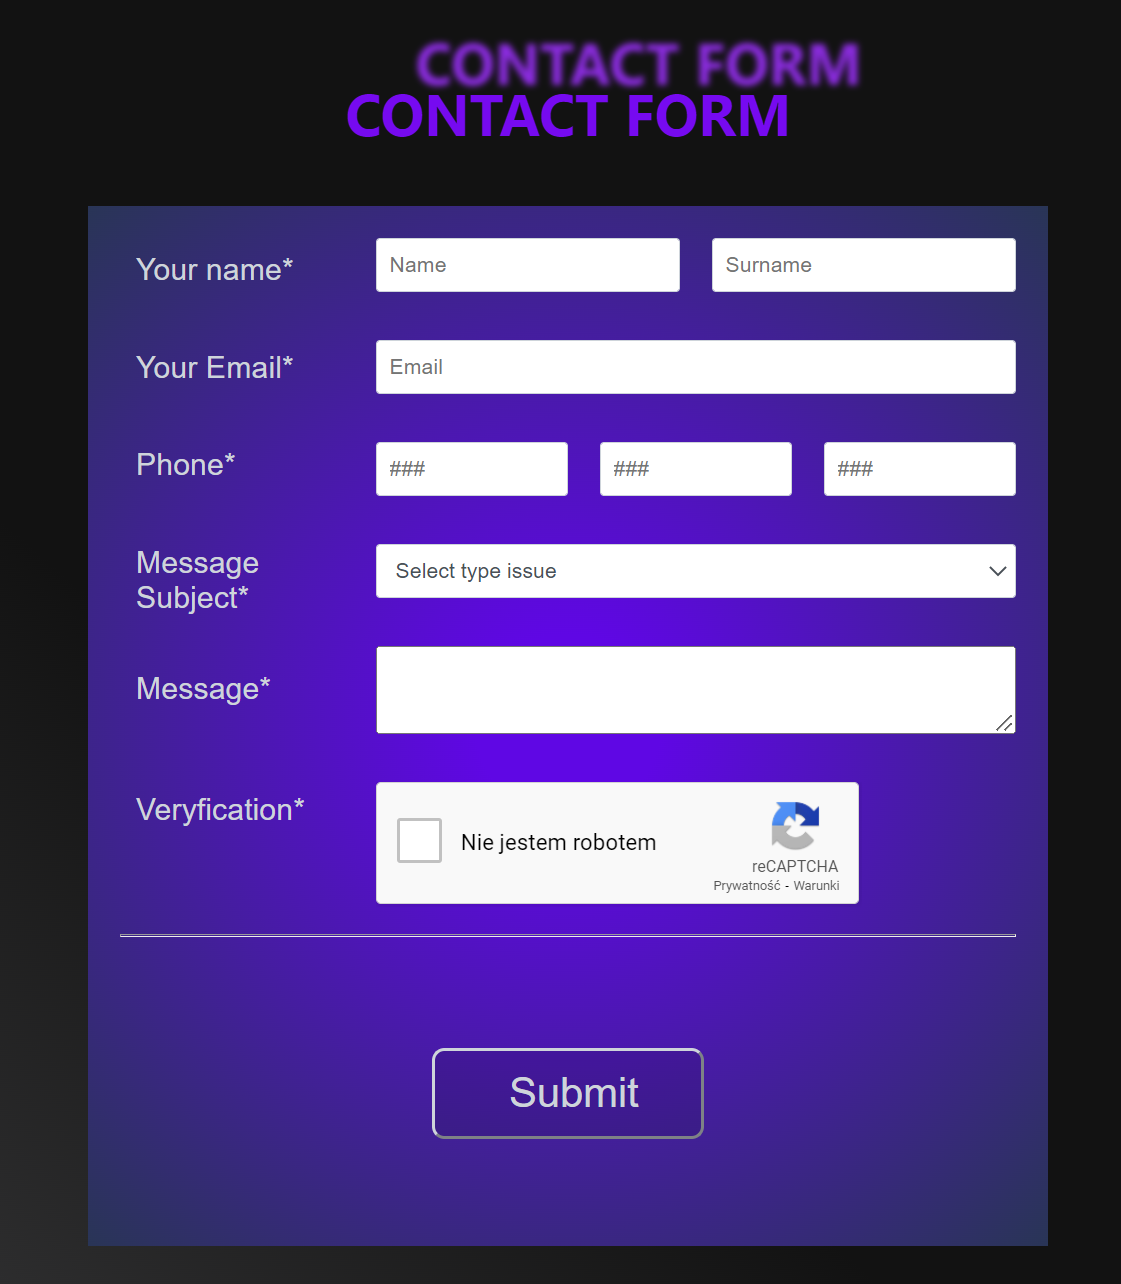 CONTACT FORM
CONTACT FORM
Your name*
Name
Surname
Your Email*
Email
Phone*
###
###
###
Message
Subject*
Select type issue
Message*
Veryfication*
Nie jestem robotem
reCAPTCHA
Prywatność - Warunki
Submit